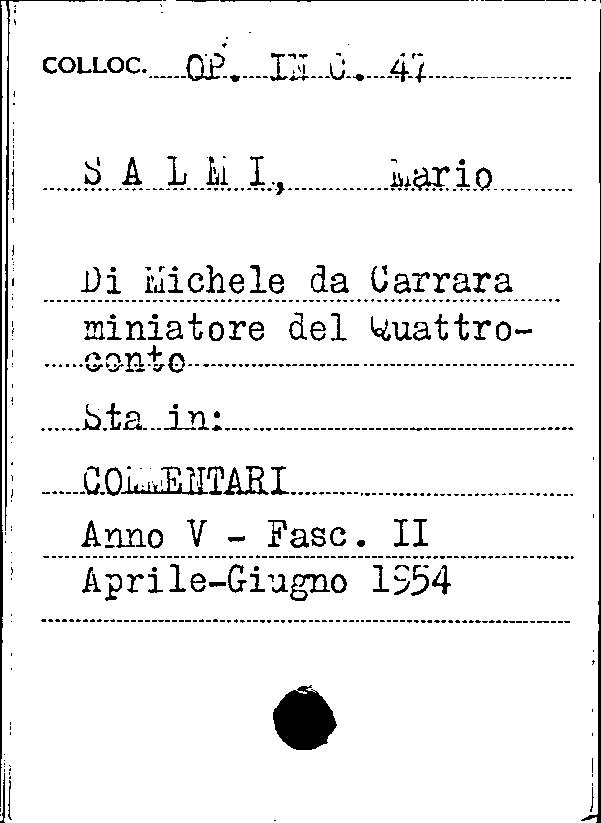 COLLOC. OP. IN C. 47
S A L M I, Mario
Di Michele da Carrara
miniatore del Quattro-
cento
Sta in:
COMMENTARI
Anno V - Fasc. II
Aprile-Giugno 1954